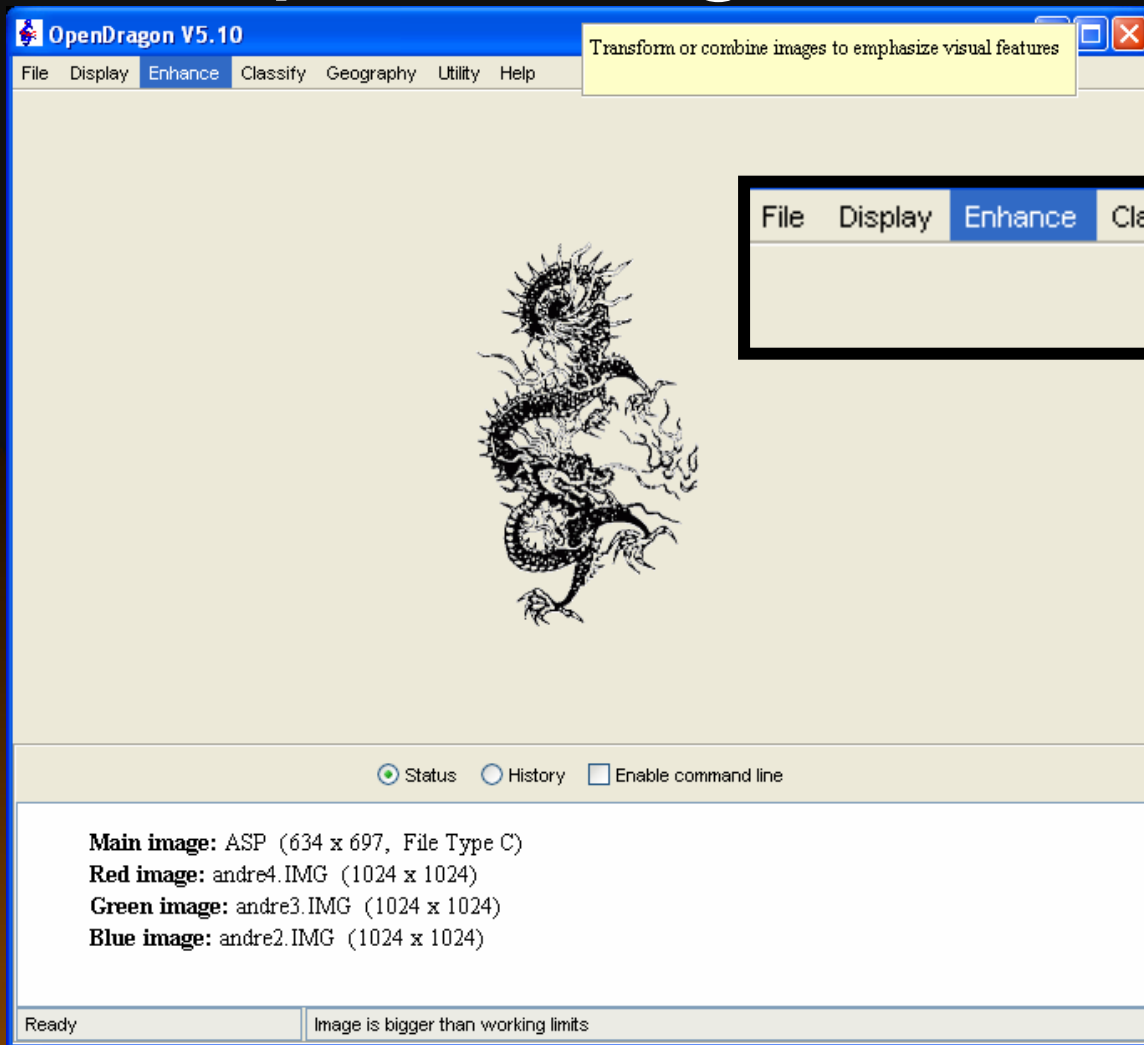 OpenDragon V5.10
Transform or combine images to emphasize visual features
File Display Enhance Classify Geography Utility Help
File Display Enhance Cla
Status History Enable command line
Main image: ASP (634 x 697, File Type C)
Red image: andre4.IMG (1024 x 1024)
Green image: andre3.IMG (1024 x 1024)
Blue image: andre2.IMG (1024 x 1024)
Ready Image is bigger than working limits